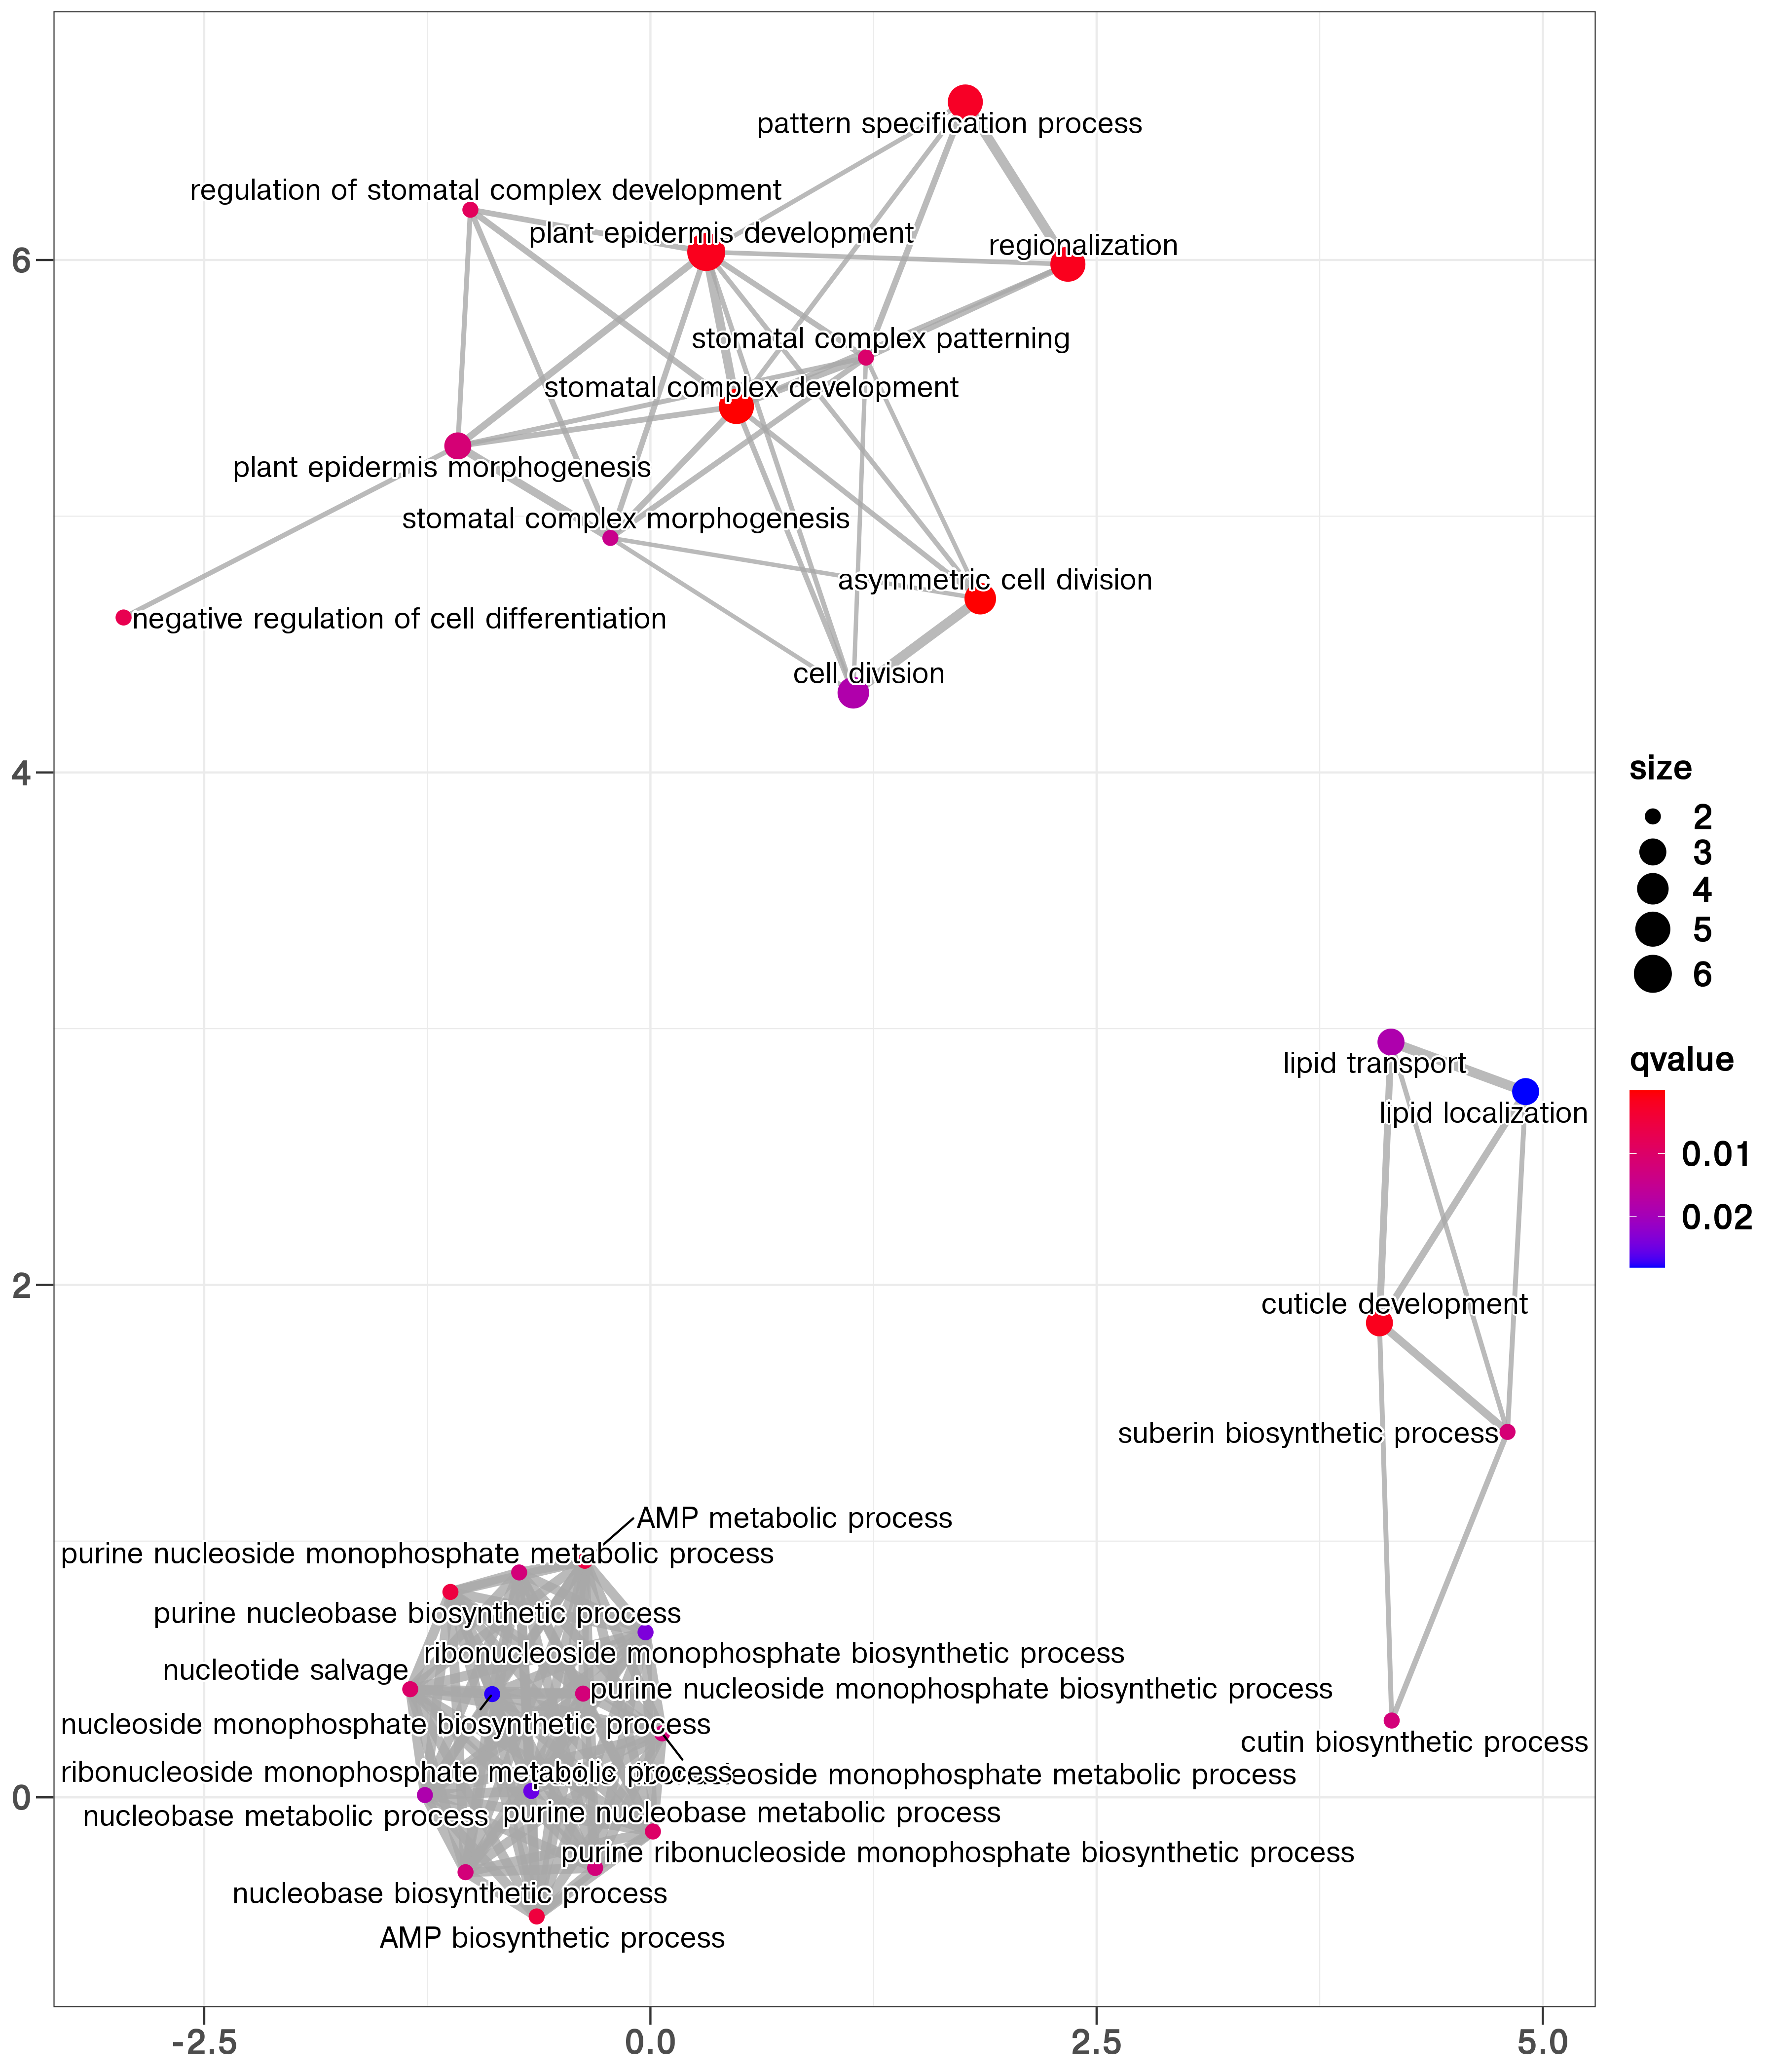 pattern specification process
regulation of stomatal complex development
plant epidermis development
regionalization
6
stomatal complex patterning
stomatal complex development
plant epidermis morphogenesis
stomatal complex morphogenesis
asymmetric cell division
negative regulation of cell differentiation
cell division
4
size
2
3
4
5
6
lipid transport
qvalue
lipid localization
0.01
0.02
2
cuticle development
suberin biosynthetic process
AMP metabolic process
purine nucleoside monophosphate metabolic process
purine nucleobase biosynthetic process
ribonucleoside monophosphate biosynthetic process
nucleotide salvage
purine nucleoside monophosphate biosynthetic process
nucleoside monophosphate biosynthetic process
cutin biosynthetic process
ribonucleoside monophosphate metabolic process
monophosphate metabolic process
0
nucleobase metabolic process
purine nucleobase metabolic process
purine ribonucleoside monophosphate biosynthetic process
nucleobase biosynthetic process
AMP biosynthetic process
-2.5
0.0
2.5
5.0